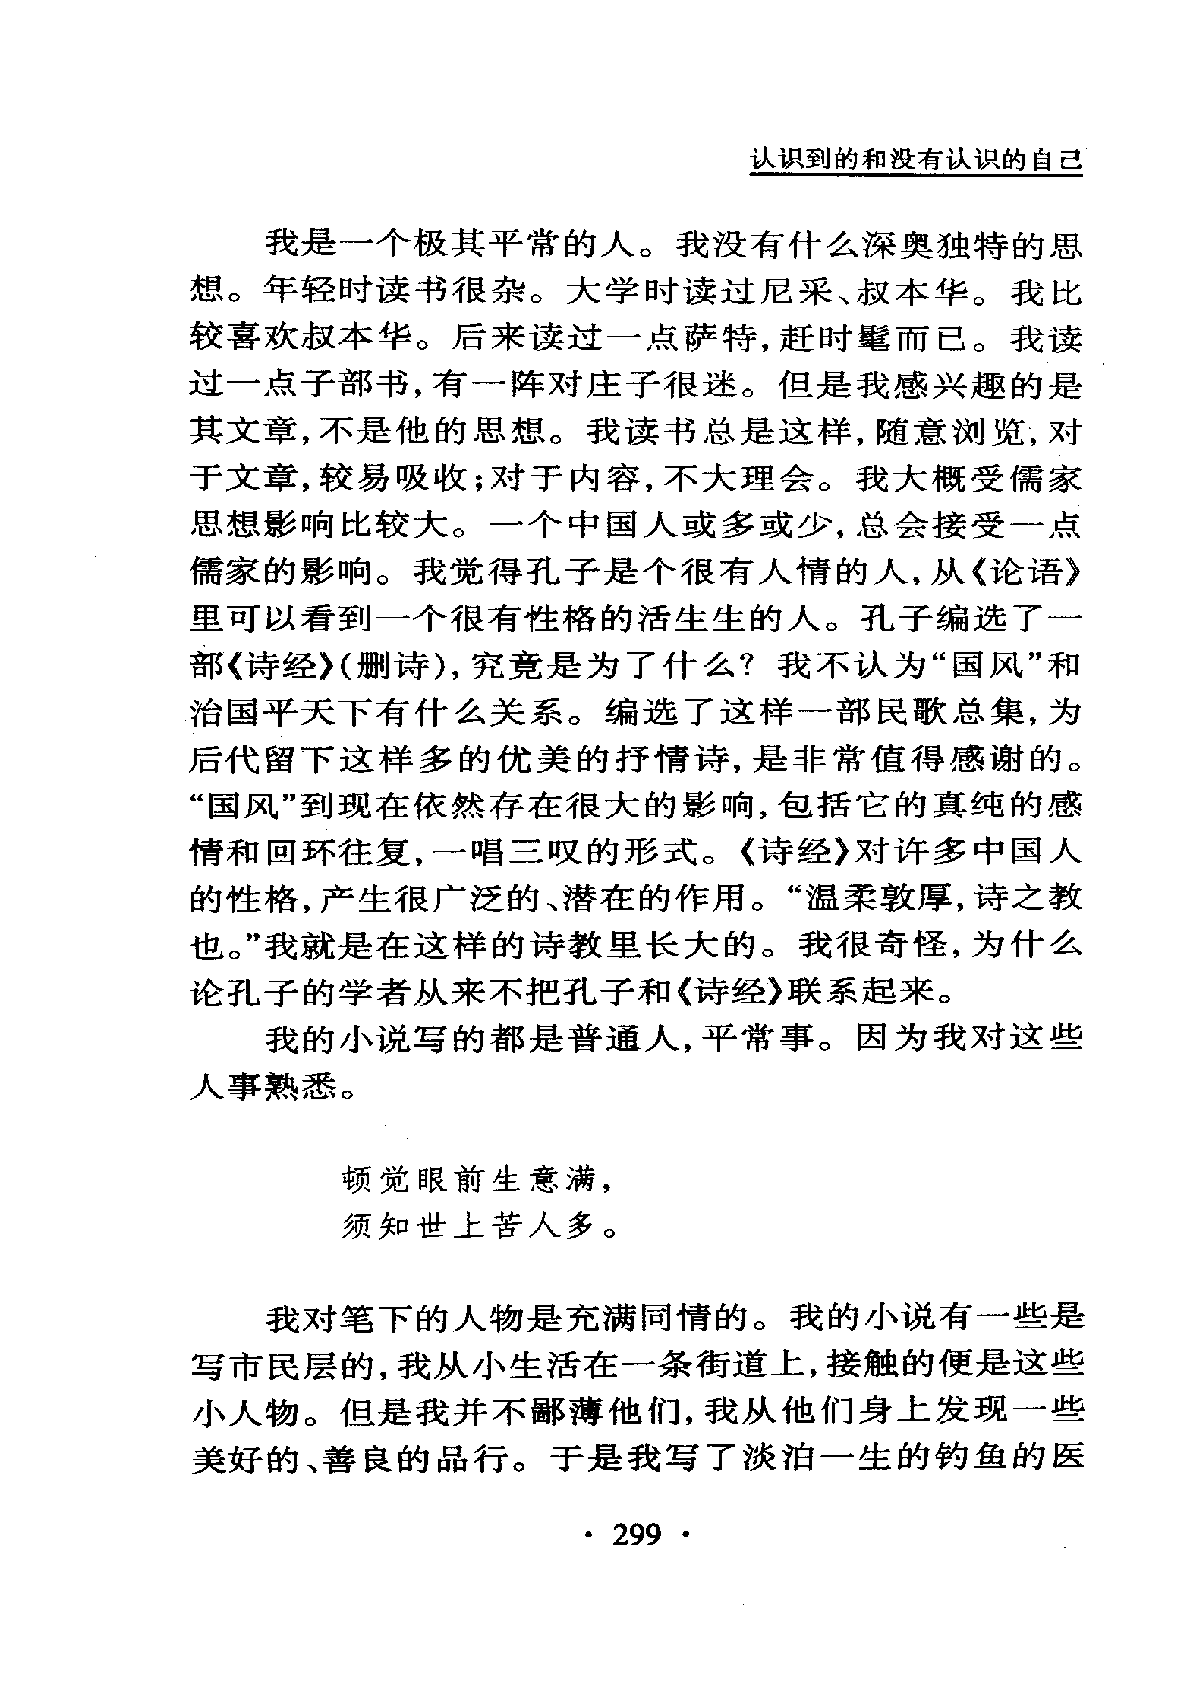 认识到的和没有认识的自己
我是一个极其平常的人。我没有什么深奥独特的思
想。年轻时读书很杂。大学时读过尼采、叔本华。我比
较喜欢叔本华。后来读过一点萨特,赶时髦而已。我读
过一点子部书,有一阵对庄子很迷。但是我感兴趣的是
其文章,不是他的思想。我读书总是这样,随意浏览,对
于文章,较易吸收;对于内容,不大理会。我大概受儒家
思想影响比较大。一个中国人或多或少,总会接受一点
儒家的影响。我觉得孔子是个很有人情的人,从《论语》
里可以看到一个很有性格的活生生的人。孔子编选了一
部《诗经》(删诗),究竟是为了什么?我不认为“国风”和
治国平天下有什么关系。编选了这样一部民歌总集,为
后代留下这样多的优美的抒情诗,是非常值得感谢的。
“国风”到现在依然存在很大的影响,包括它的真纯的感
情和回环往复,一唱三叹的形式。《诗经》对许多中国人
的性格,产生很广泛的、潜在的作用。“温柔敦厚,诗之教
也。”我就是在这样的诗教里长大的。我很奇怪,为什么
论孔子的学者从来不把孔子和《诗经》联系起来。
我的小说写的都是普通人,平常事。因为我对这些
人事熟悉。
顿觉眼前生意满,
须知世上苦人多。
我对笔下的人物是充满同情的。我的小说有一些是
写市民层的,我从小生活在一条街道上,接触的便是这些
小人物。但是我并不鄙薄他们,我从他们身上发现一些
美好的、善良的品行。于是我写了淡泊一生的钓鱼的医
· 299 ·